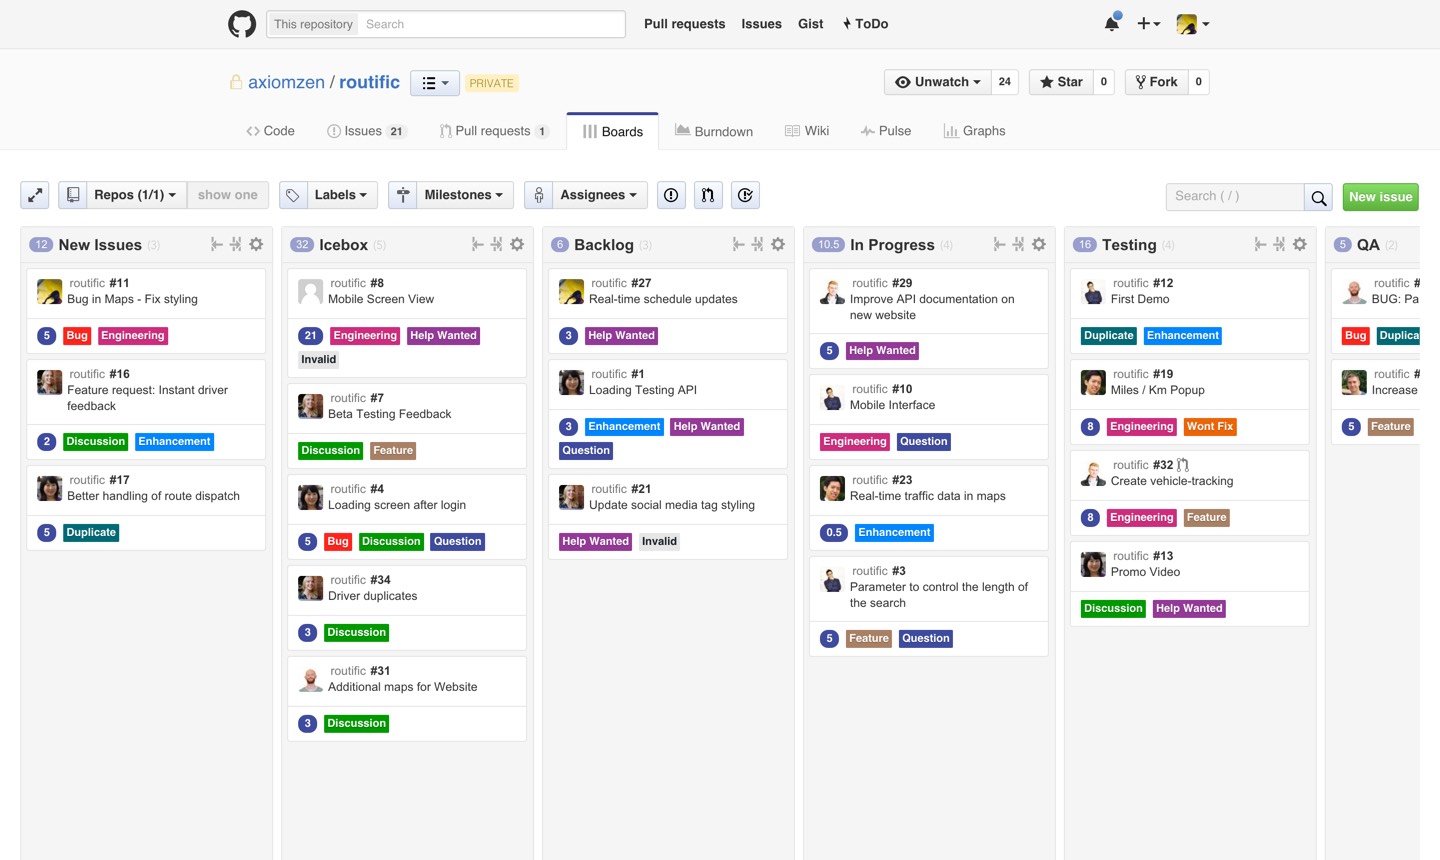 This repository Search Pull requests Issues Gist ToDo
axiomzen / routific PRIVATE Unwatch 24 Star 0 Fork 0
Code Issues 21 Pull requests 1 Boards Burndown Wiki Pulse Graphs
Repos (1/1) show one Labels Milestones Assignees Search ( / ) New issue
12 New Issues (3)
routific #11
Bug in Maps - Fix styling
5 Bug Engineering
routific #16
Feature request: Instant driver
feedback
2 Discussion Enhancement
routific #17
Better handling of route dispatch
5 Duplicate
32 Icebox (5)
routific #8
Mobile Screen View
21 Engineering Help Wanted
Invalid
routific #7
Beta Testing Feedback
Discussion Feature
routific #4
Loading screen after login
5 Bug Discussion Question
routific #34
Driver duplicates
3 Discussion
routific #31
Additional maps for Website
3 Discussion
6 Backlog (3)
routific #27
Real-time schedule updates
3 Help Wanted
routific #1
Loading Testing API
3 Enhancement Help Wanted
Question
routific #21
Update social media tag styling
Help Wanted Invalid
10.5 In Progress (4)
routific #29
Improve API documentation on
new website
5 Help Wanted
routific #10
Mobile Interface
Engineering Question
routific #23
Real-time traffic data in maps
0.5 Enhancement
routific #3
Parameter to control the length of
the search
5 Feature Question
16 Testing (4)
routific #12
First Demo
Duplicate Enhancement
routific #19
Miles / Km Popup
8 Engineering Wont Fix
routific #32
Create vehicle-tracking
8 Engineering Feature
routific #13
Promo Video
Discussion Help Wanted
5 QA (2)
routific #
BUG: Pa
Bug Duplica
routific #
Increase
5 Feature